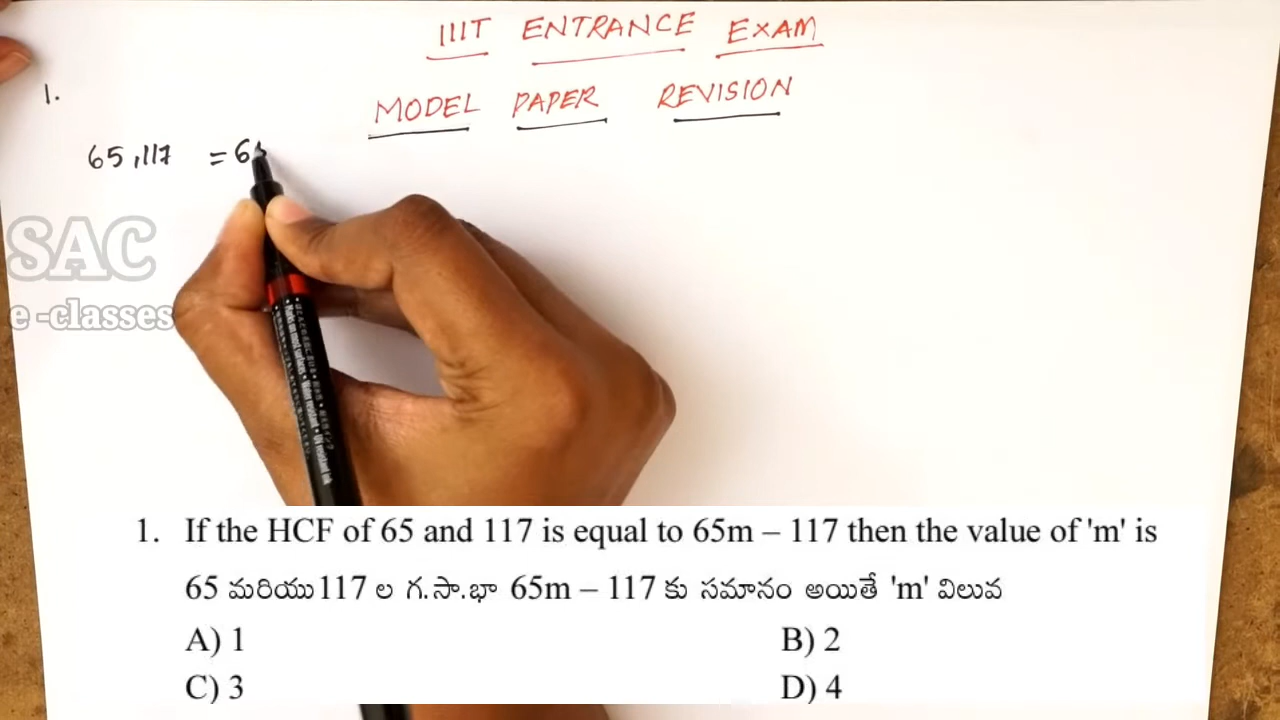 IIIT ENTRANCE EXAM
MODEL PAPER REVISION
1.
65,117 = 6
SAC
e-classes
1. If the HCF of 65 and 117 is equal to 65m – 117 then the value of 'm' is
65 మరియు 117 ల గ.సా.భా 65m – 117 కు సమానం అయితే 'm' విలువ
A) 1 B) 2
C) 3 D) 4